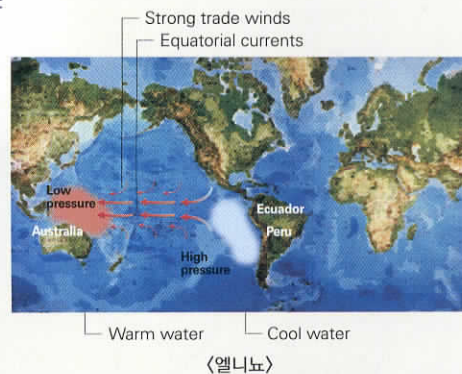 Strong trade winds
Equatorial currents
Low
pressure
Ecuador
Australia
Peru
High
pressure
Warm water
Cool water
〈엘니뇨〉